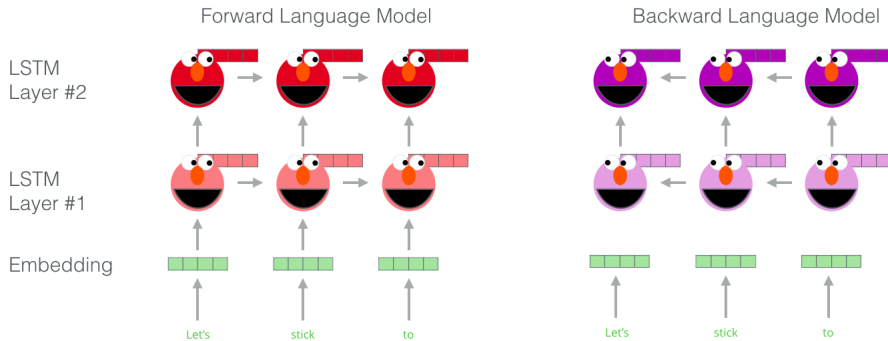 Forward Language Model
Backward Language Model
LSTM
Layer #2
LSTM
Layer #1
Embedding
Let's stick to
Let's stick to